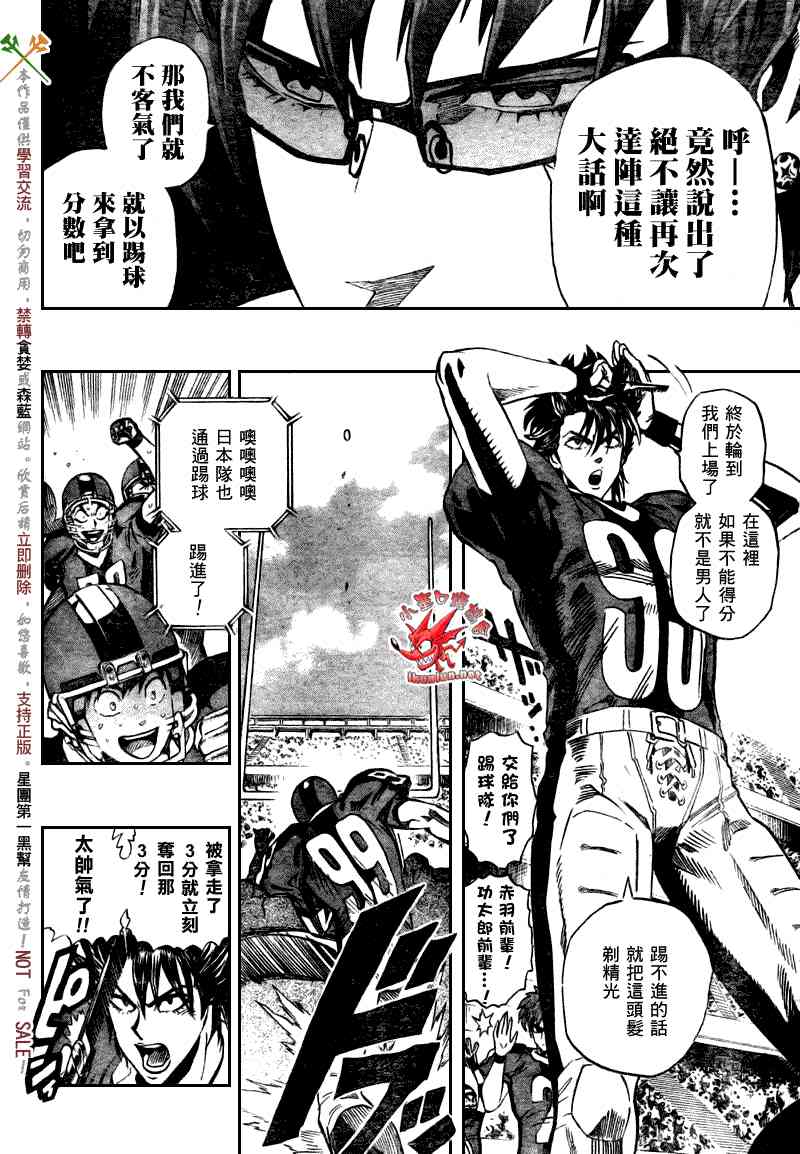 呼ー…
竟然說出了
絕不讓再次
達陣這種
大話啊
那我們就
不客氣了
就以踢球
來拿到
分數吧
終於輪到
我們上場了
在這裡
如果不能得分
就不是男人了
踢不進的話
就把這頭髮
剃精光
交給你們了
踢球隊！
赤羽前輩！
功太郎前輩…！
噢噢噢噢
日本隊也
通過踢球
踢進了！
被拿走了
3分就立刻
奪回那
3分！
太帥氣了!!
99
ドン
本作品僅供學習交流，切勿商用，禁轉貪婪或森藍網站。欣賞后請立即刪除，如您喜歡，支持正版。星團第一黑幫友情打造！NOT For SALE